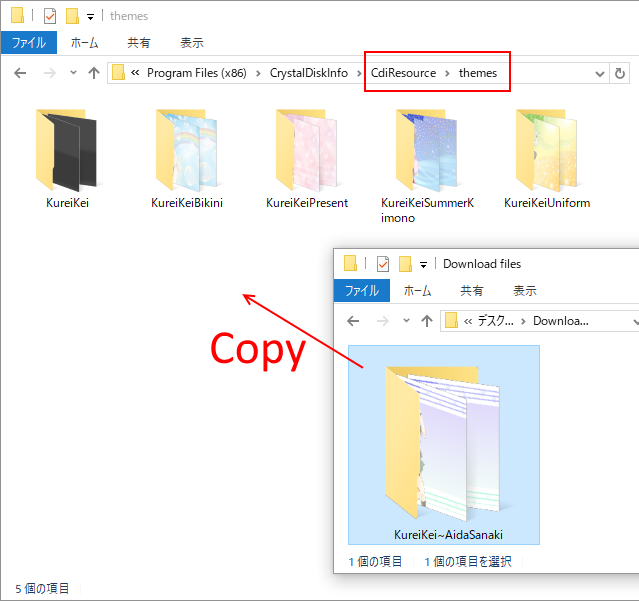 themes
ファイル ホーム 共有 表示
« Program Files (x86) › CrystalDiskInfo › CdiResource › themes
KureiKei KureiKeiBikini KureiKeiPresent KureiKeiSummerK KureiKeiUniform
imono
Download files
ファイル ホーム 共有 表示
« デスク... › Downloa...
Copy
KureiKei~AidaSanaki
1 個の項目 1 個の項目を選択
5 個の項目